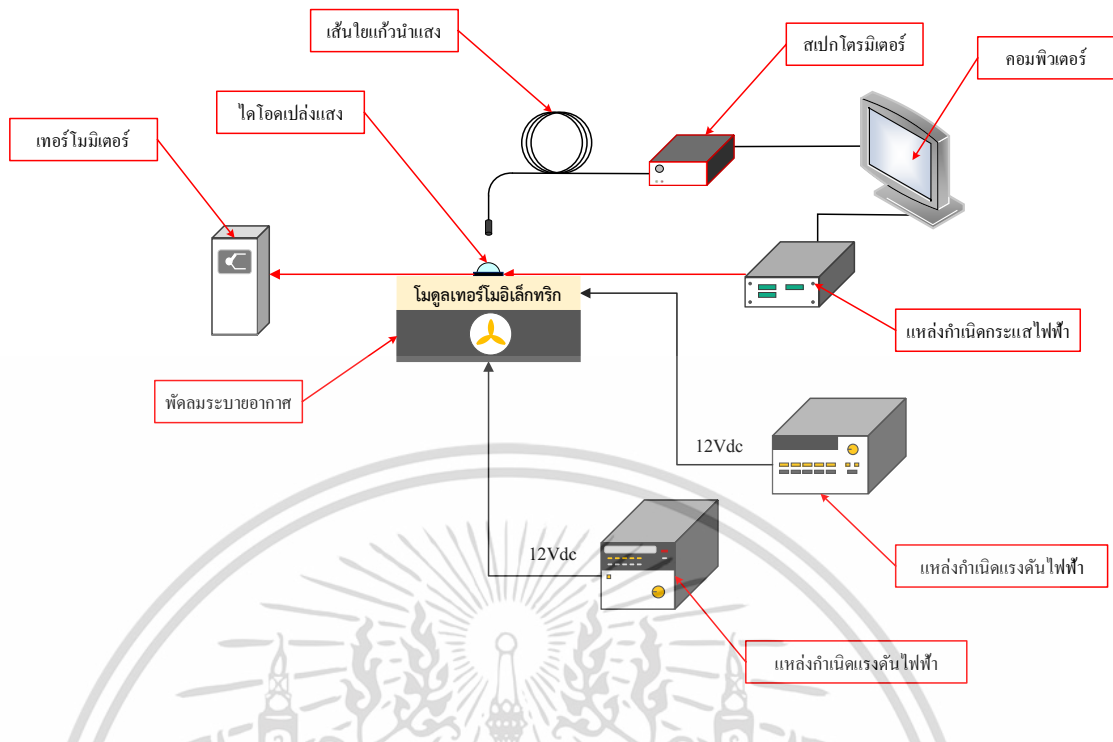 เส้นใยแก้วนำแสง
สเปกโตรมิเตอร์
คอมพิวเตอร์
ไดโอดเปล่งแสง
เทอร์โมมิเตอร์
โมดูลเทอร์โมอิเล็กทริก
แหล่งกำเนิดกระแสไฟฟ้า
พัดลมระบายอากาศ
12Vdc
12Vdc
แหล่งกำเนิดแรงดันไฟฟ้า
แหล่งกำเนิดแรงดันไฟฟ้า